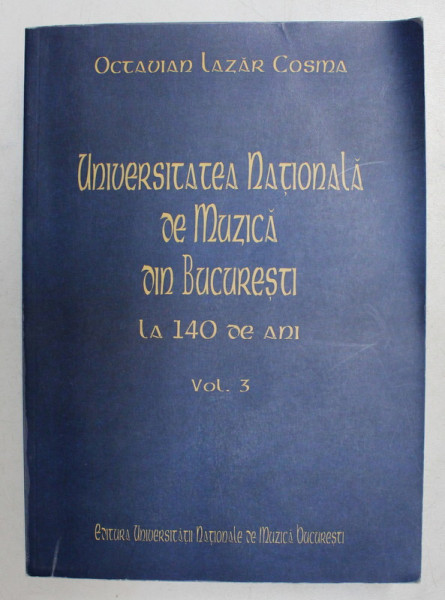 Octavian Lazăr Cosma
Universitatea Națională
de Muzică
din București
la 140 de ani
Vol. 3
Editura Universității Naționale de Muzică București